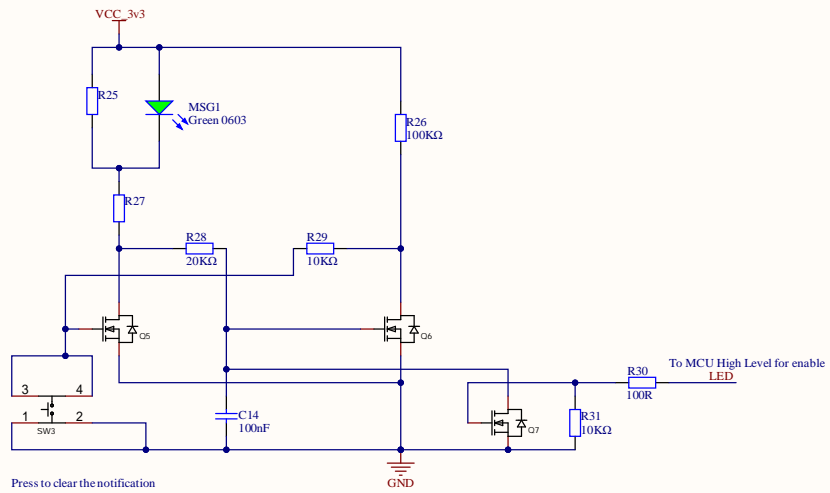 VCC_3v3
R25
MSG1
Green 0603
R26
100KΩ
R27
R28
20KΩ
R29
10KΩ
Q5
Q6
3
4
1
2
SW3
C14
100nF
Q7
R30
100R
To MCU High Level for enable
LED
R31
10KΩ
GND
Press to clear the notification